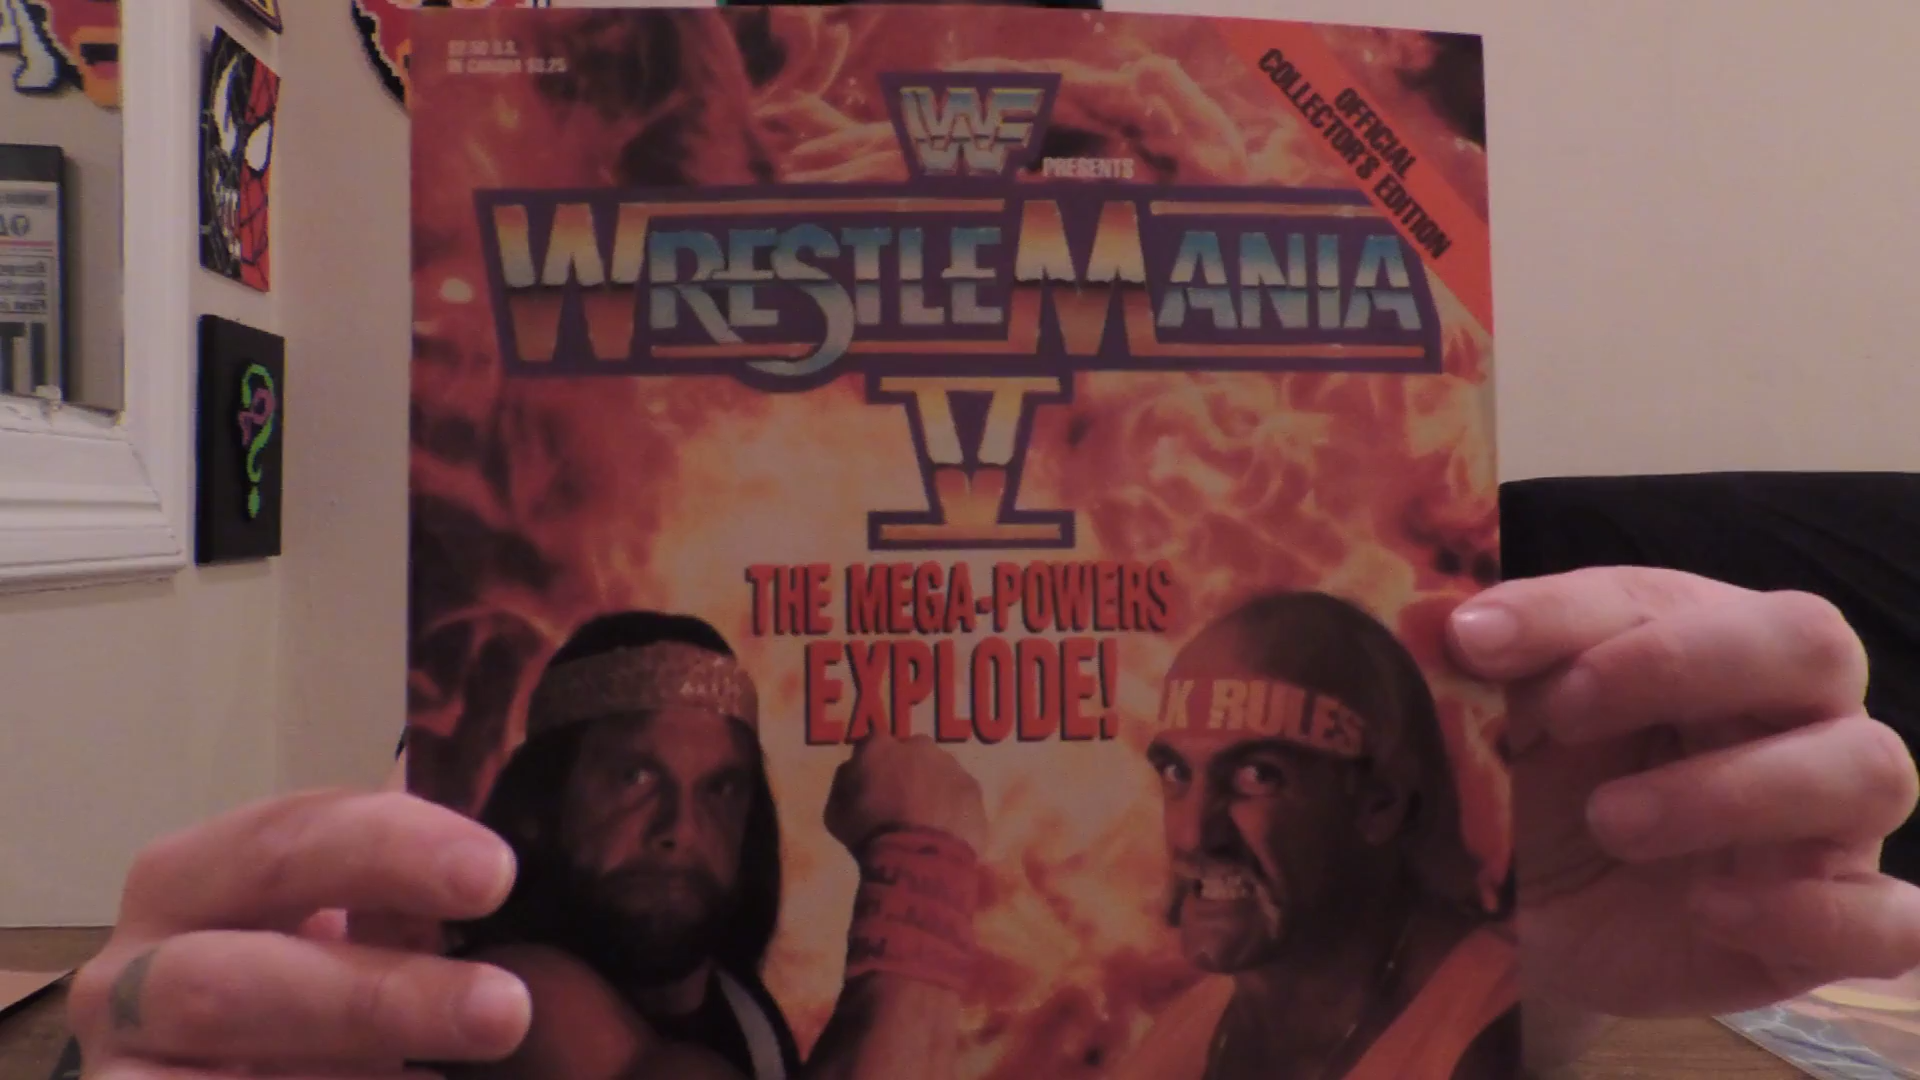 $2.50 U.S.
IN CANADA $3.25
OFFICIAL
COLLECTOR'S EDITION
WWF
PRESENTS
WRESTLEMANIA
V
THE MEGA-POWERS
EXPLODE!
K RULES